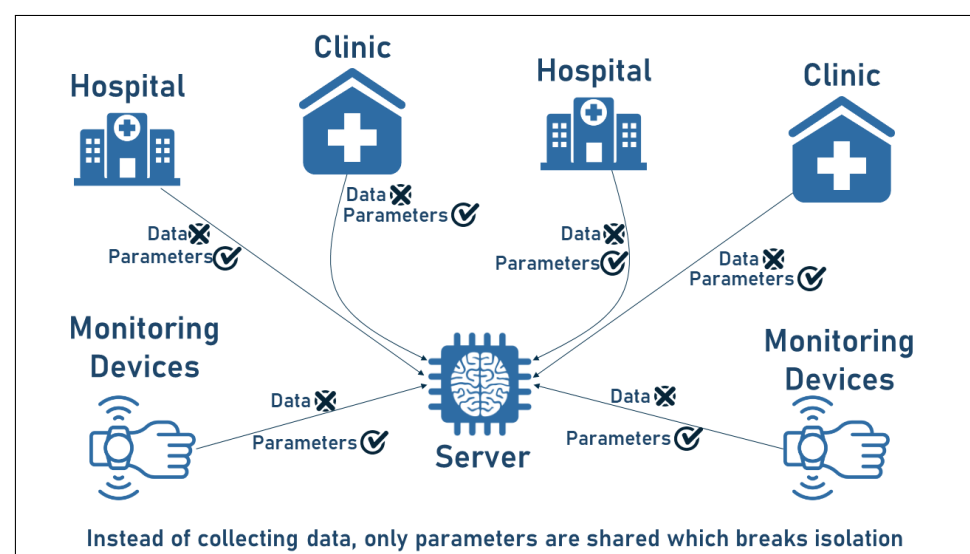 Hospital
Clinic
Hospital
Clinic
Data
Parameters
Data
Parameters
Data
Parameters
Data
Parameters
Monitoring
Devices
Monitoring
Devices
Data
Parameters
Data
Parameters
Server
Instead of collecting data, only parameters are shared which breaks isolation